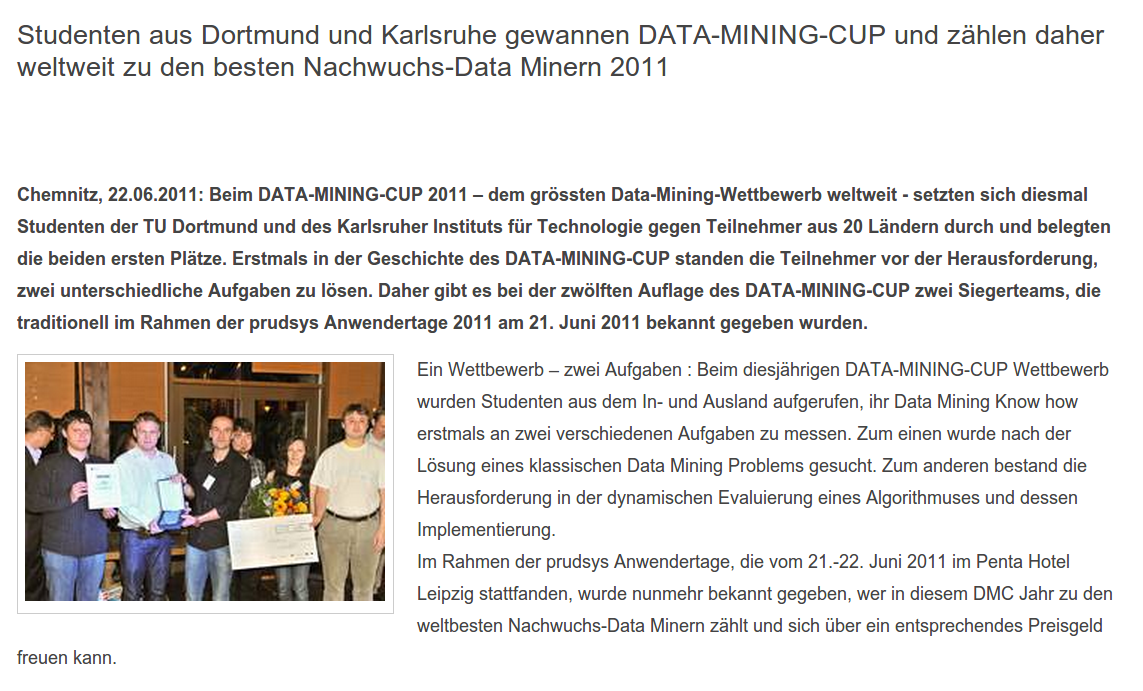 Studenten aus Dortmund und Karlsruhe gewannen DATA-MINING-CUP und zählen daher
weltweit zu den besten Nachwuchs-Data Minern 2011
Chemnitz, 22.06.2011: Beim DATA-MINING-CUP 2011 – dem grössten Data-Mining-Wettbewerb weltweit - setzten sich diesmal
Studenten der TU Dortmund und des Karlsruher Instituts für Technologie gegen Teilnehmer aus 20 Ländern durch und belegten
die beiden ersten Plätze. Erstmals in der Geschichte des DATA-MINING-CUP standen die Teilnehmer vor der Herausforderung,
zwei unterschiedliche Aufgaben zu lösen. Daher gibt es bei der zwölften Auflage des DATA-MINING-CUP zwei Siegerteams, die
traditionell im Rahmen der prudsys Anwendertage 2011 am 21. Juni 2011 bekannt gegeben wurden.
Ein Wettbewerb – zwei Aufgaben : Beim diesjährigen DATA-MINING-CUP Wettbewerb
wurden Studenten aus dem In- und Ausland aufgerufen, ihr Data Mining Know how
erstmals an zwei verschiedenen Aufgaben zu messen. Zum einen wurde nach der
Lösung eines klassischen Data Mining Problems gesucht. Zum anderen bestand die
Herausforderung in der dynamischen Evaluierung eines Algorithmuses und dessen
Implementierung.
Im Rahmen der prudsys Anwendertage, die vom 21.-22. Juni 2011 im Penta Hotel
Leipzig stattfanden, wurde nunmehr bekannt gegeben, wer in diesem DMC Jahr zu den
weltbesten Nachwuchs-Data Minern zählt und sich über ein entsprechendes Preisgeld
freuen kann.